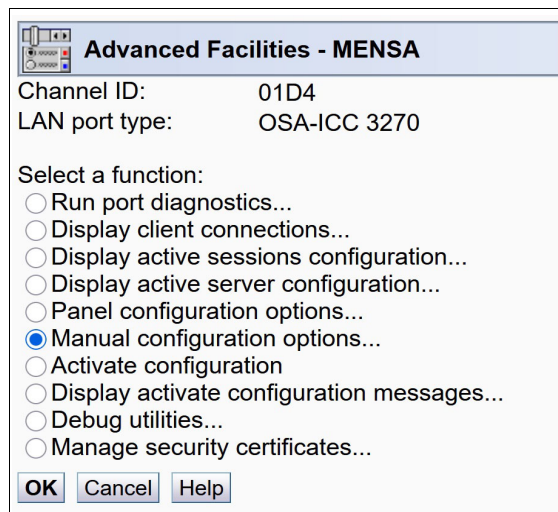 Advanced Facilities - MENSA
Channel ID: 01D4
LAN port type: OSA-ICC 3270
Select a function:
Run port diagnostics...
Display client connections...
Display active sessions configuration...
Display active server configuration...
Panel configuration options...
Manual configuration options...
Activate configuration
Display activate configuration messages...
Debug utilities...
Manage security certificates...
OK Cancel Help